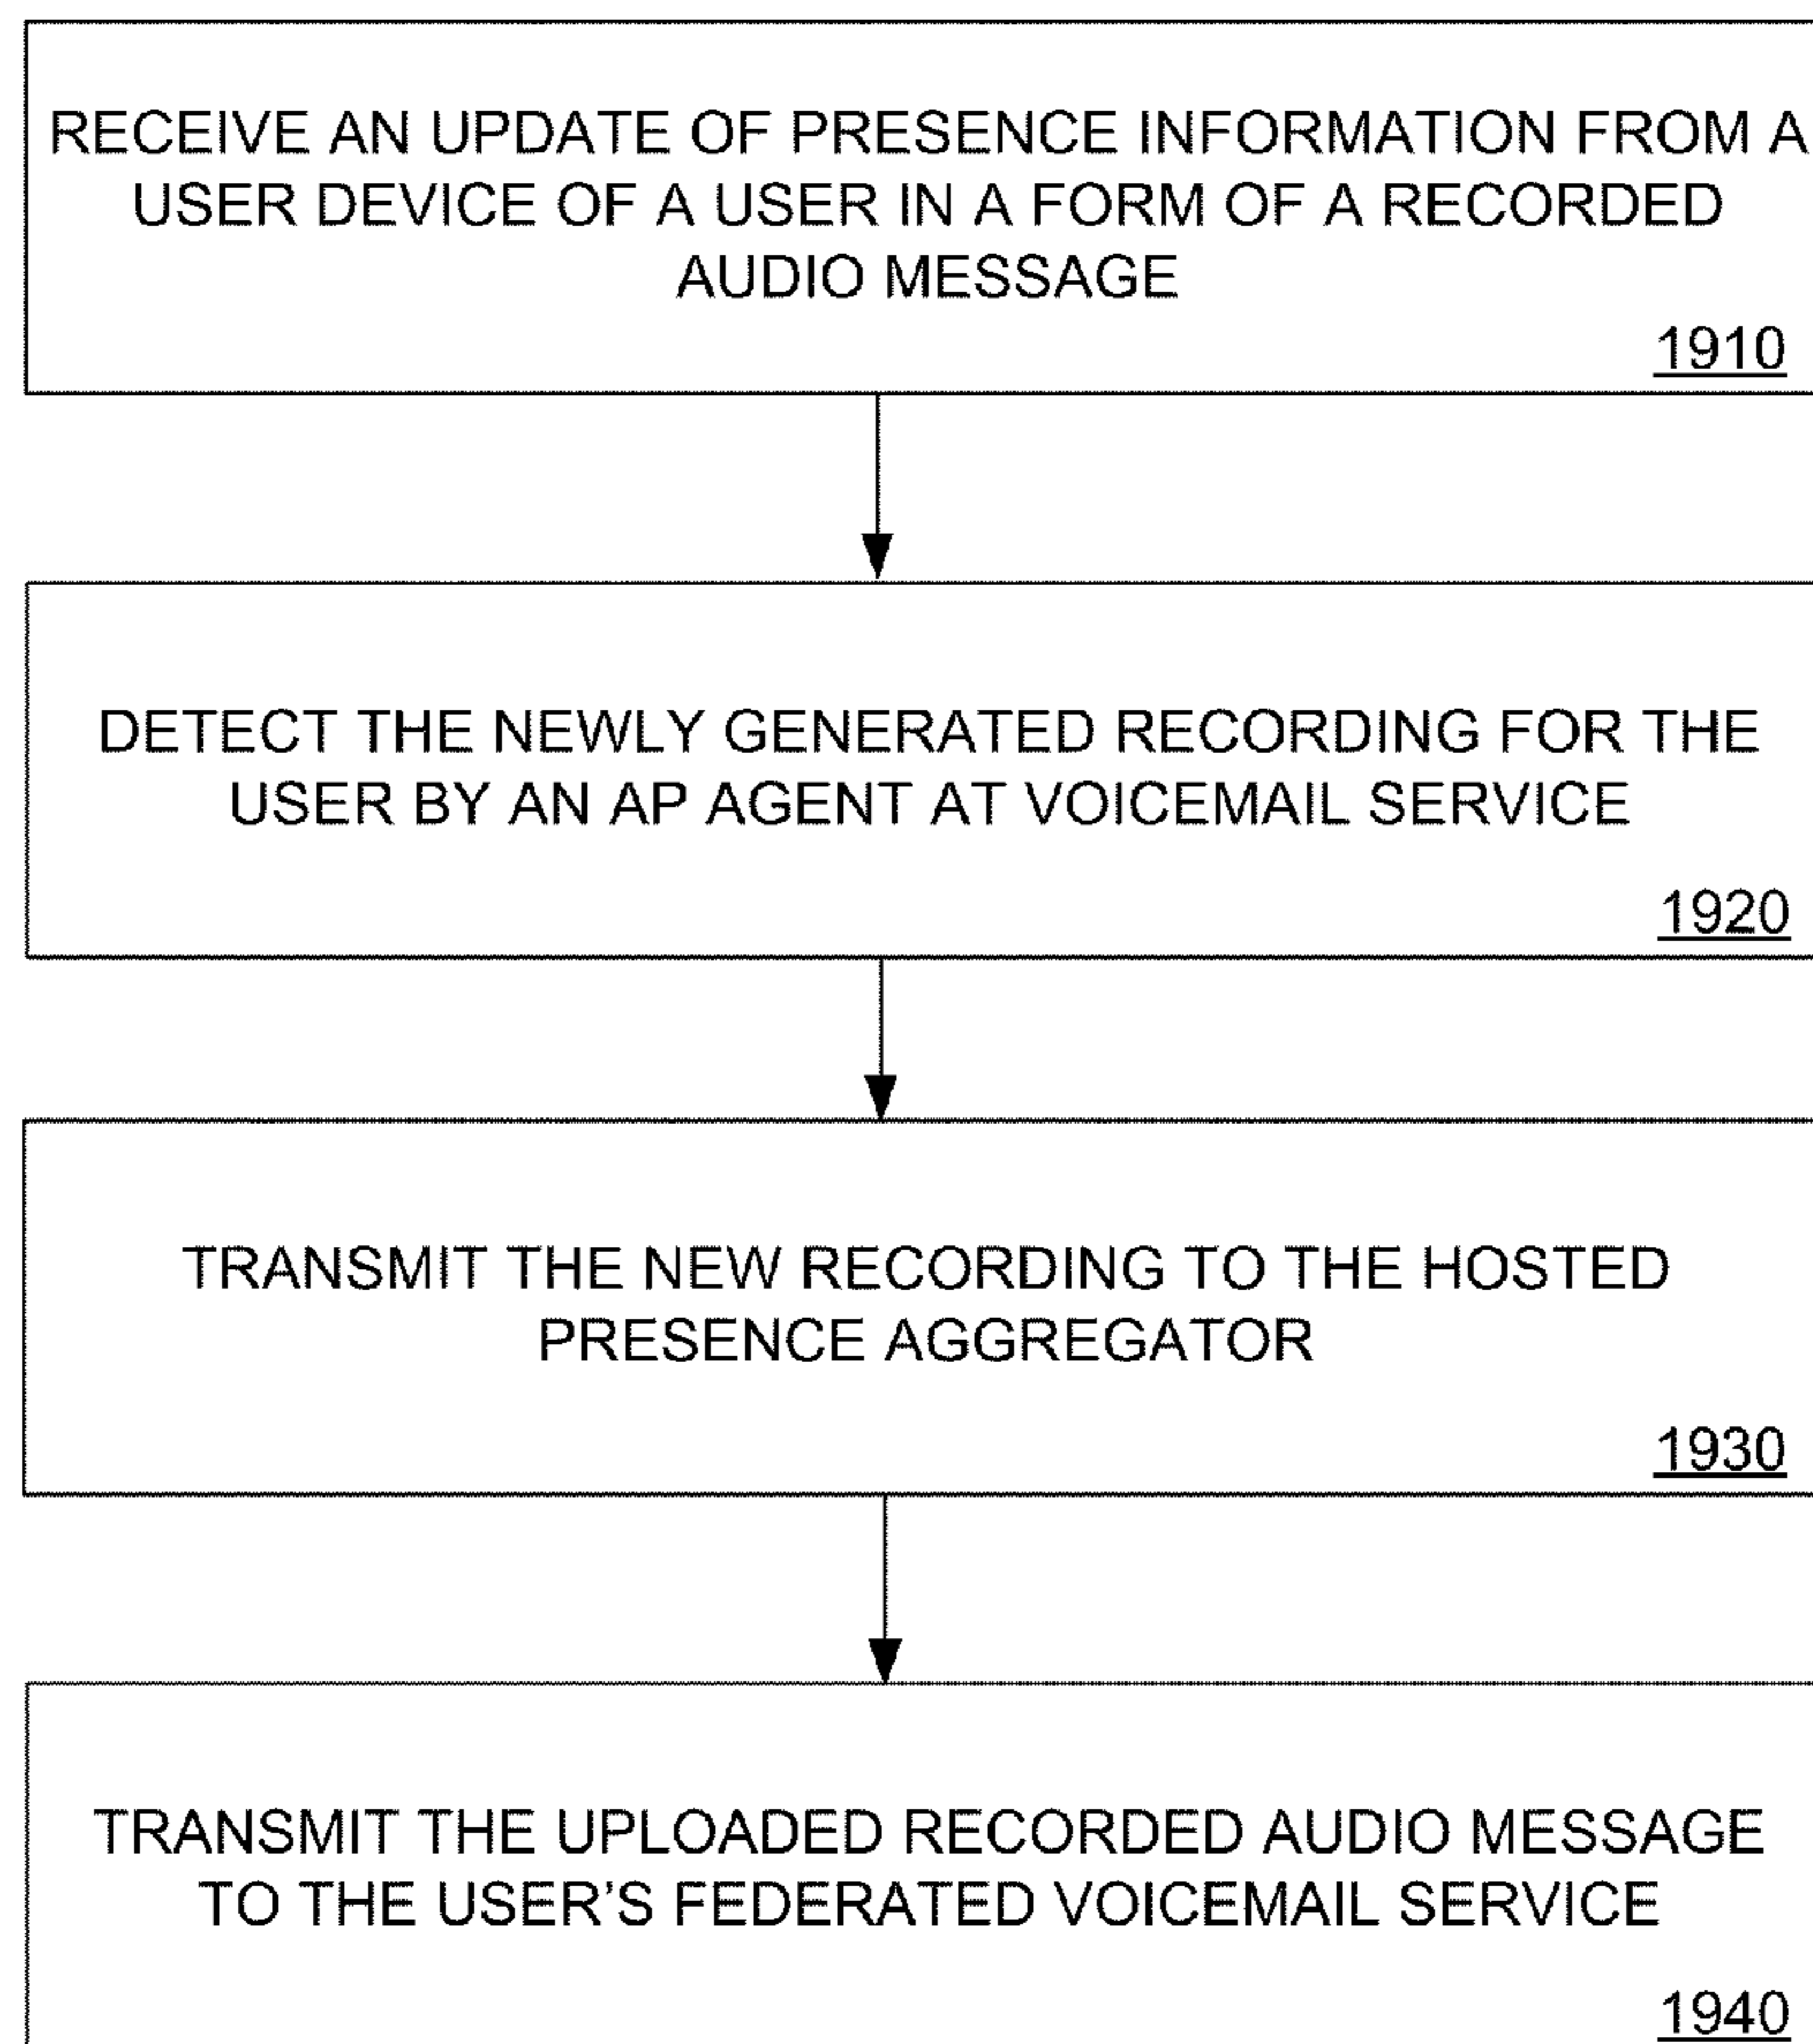 RECEIVE AN UPDATE OF PRESENCE INFORMATION FROM A
USER DEVICE OF A USER IN A FORM OF A RECORDED
AUDIO MESSAGE
1910
DETECT THE NEWLY GENERATED RECORDING FOR THE
USER BY AN AP AGENT AT VOICEMAIL SERVICE
1920
TRANSMIT THE NEW RECORDING TO THE HOSTED
PRESENCE AGGREGATOR
1930
TRANSMIT THE UPLOADED RECORDED AUDIO MESSAGE
TO THE USER'S FEDERATED VOICEMAIL SERVICE
1940